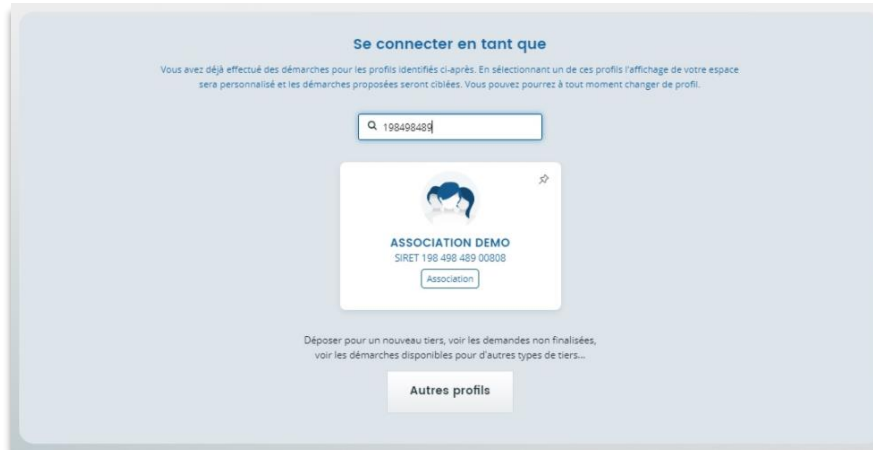 Se connecter en tant que
Vous avez déjà effectué des démarches pour les profils identifiés ci-après. En sélectionnant un de ces profils l'affichage de votre espace
sera personnalisé et les démarches proposées seront ciblées. Vous pouvez pourrez à tout moment changer de profil.
198498489
ASSOCIATION DEMO
SIRET 198 498 489 00808
Association
Déposer pour un nouveau tiers, voir les demandes non finalisées,
voir les démarches disponibles pour d'autres types de tiers...
Autres profils